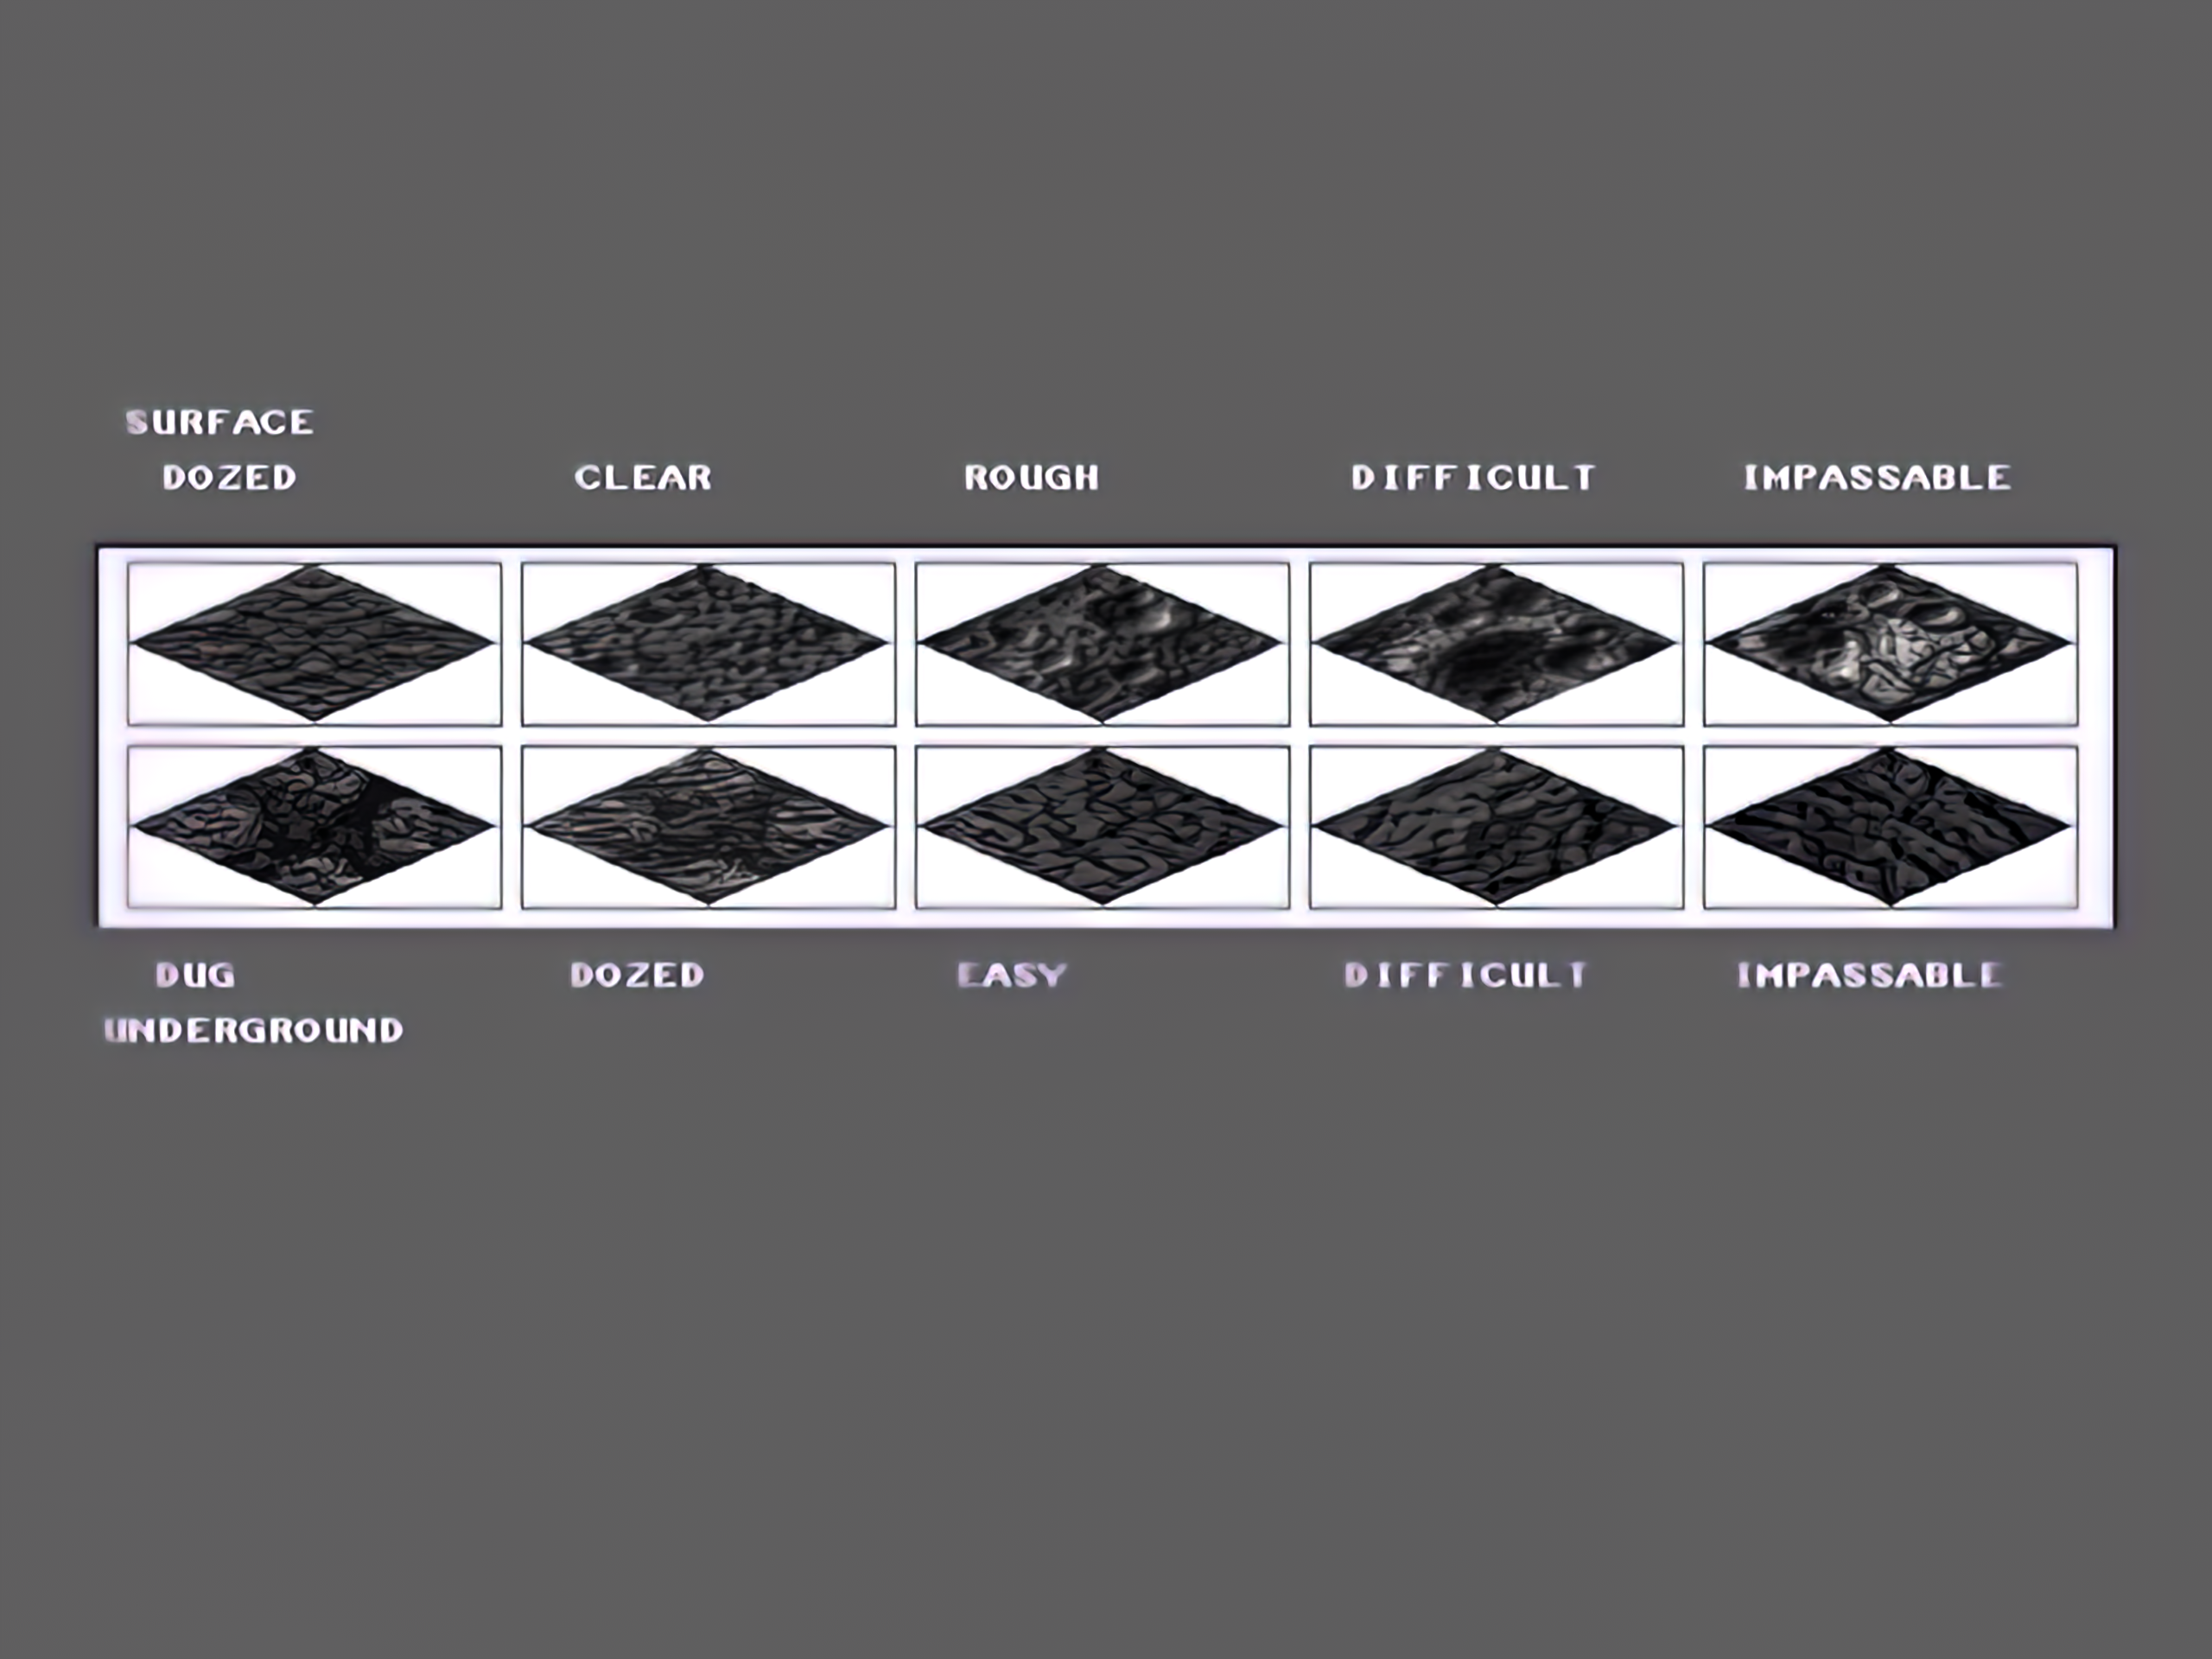 SURFACE
DOZED CLEAR ROUGH DIFFICULT IMPASSABLE
DUG DOZED EASY DIFFICULT IMPASSABLE
UNDERGROUND